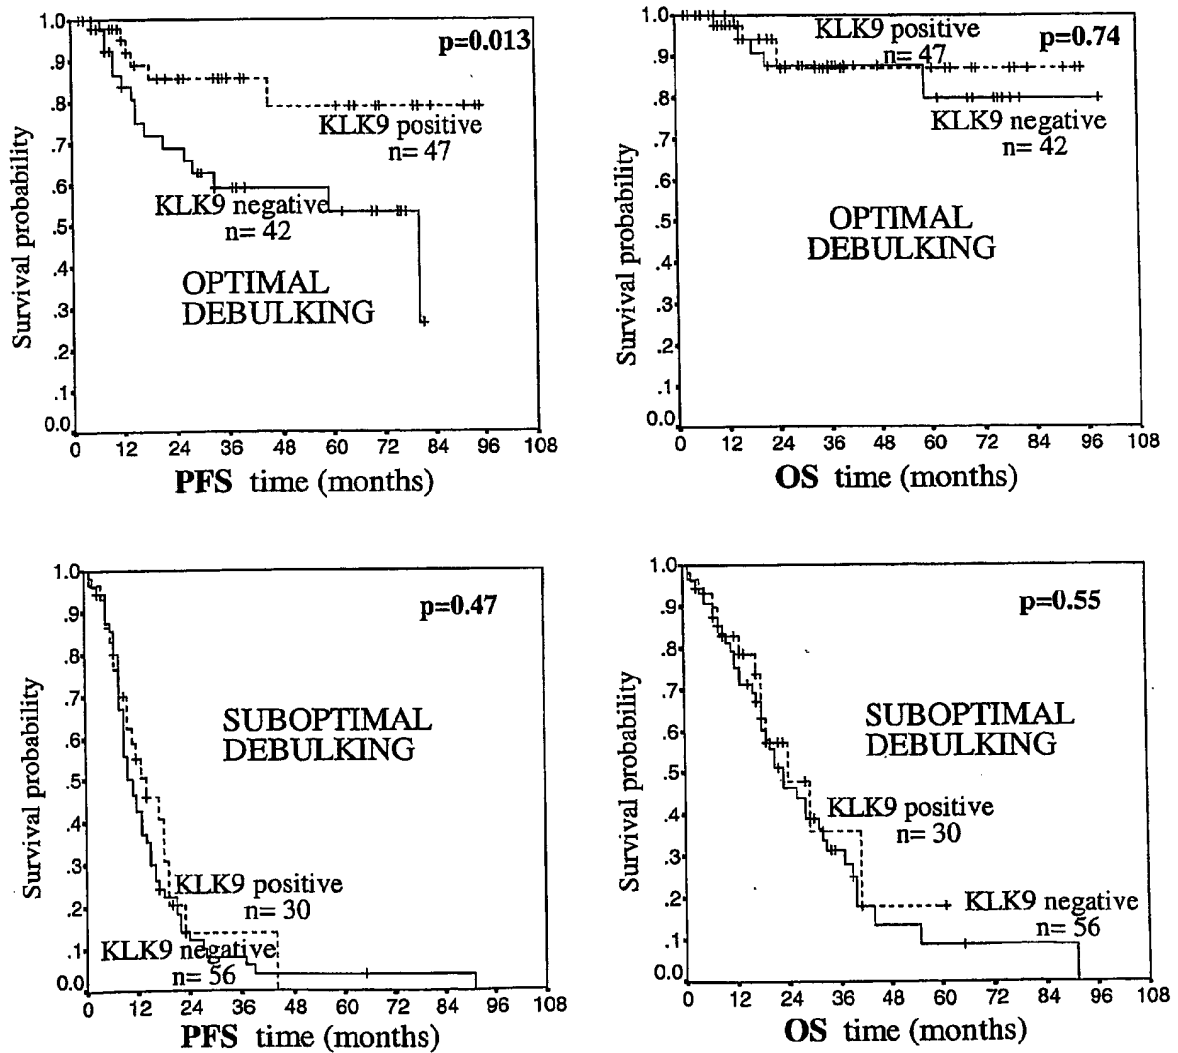 1.0
.9
.8
.7
.6
.5
.4
.3
.2
.1
0.0
Survival probability
p=0.013
KLK9 positive
n= 47
KLK9 negative
n= 42
OPTIMAL
DEBULKING
0 12 24 36 48 60 72 84 96 108
PFS time (months)
1.0
.9
.8
.7
.6
.5
.4
.3
.2
.1
0.0
Survival probability
KLK9 positive
n= 47
p=0.74
KLK9 negative
n= 42
OPTIMAL
DEBULKING
0 12 24 36 48 60 72 84 96 108
OS time (months)
1.0
.9
.8
.7
.6
.5
.4
.3
.2
.1
0.0
Survival probability
p=0.47
SUBOPTIMAL
DEBULKING
KLK9 positive
n= 30
KLK9 negative
n= 56
0 12 24 36 48 60 72 84 96 108
PFS time (months)
1.0
.9
.8
.7
.6
.5
.4
.3
.2
.1
0.0
Survival probability
p=0.55
SUBOPTIMAL
DEBULKING
KLK9 positive
n= 30
KLK9 negative
n= 56
0 12 24 36 48 60 72 84 96 108
OS time (months)